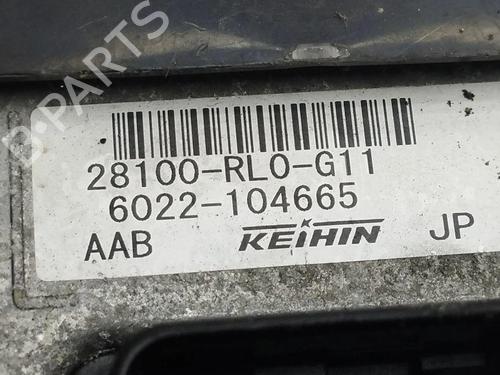 B-PARTS
28100-RL0-G11
6022-104665
AAB KEIHIN JP